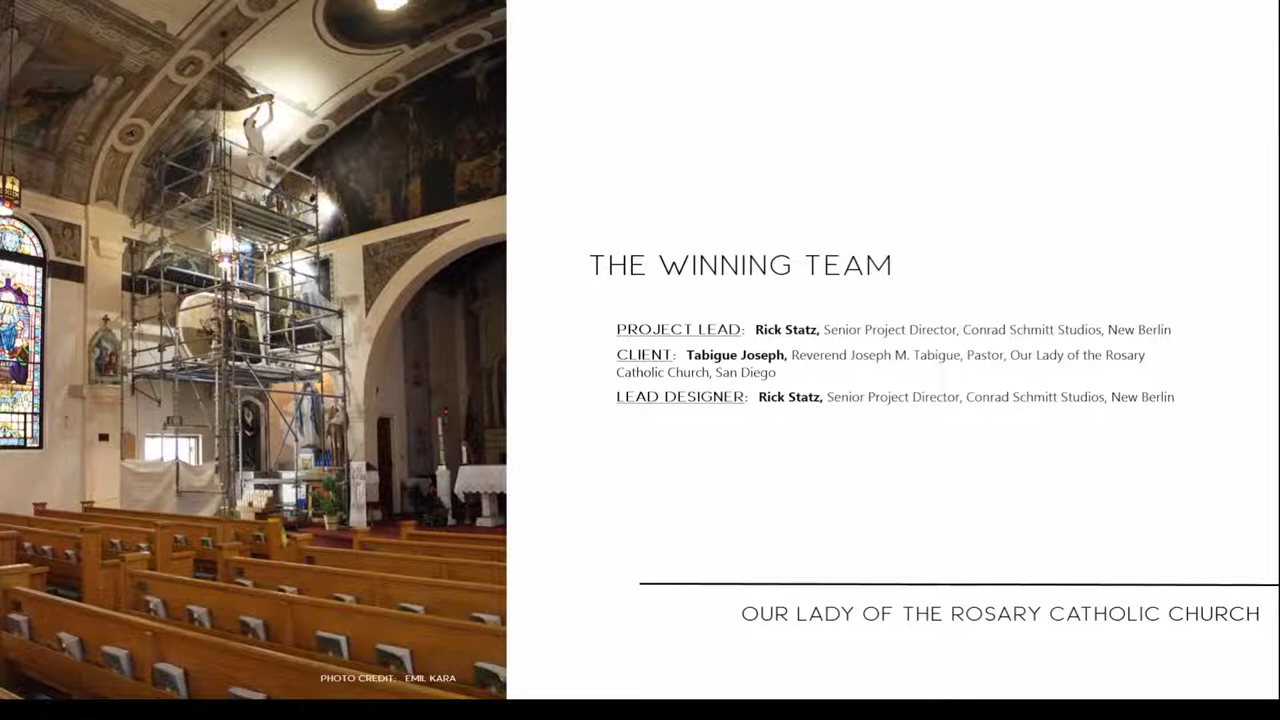 THE WINNING TEAM
PROJECT LEAD: Rick Statz, Senior Project Director, Conrad Schmitt Studios, New Berlin
CLIENT: Tabigue Joseph, Reverend Joseph M. Tabigue, Pastor, Our Lady of the Rosary
Catholic Church, San Diego
LEAD DESIGNER: Rick Statz, Senior Project Director, Conrad Schmitt Studios, New Berlin
OUR LADY OF THE ROSARY CATHOLIC CHURCH
PHOTO CREDIT: EMIL KARA